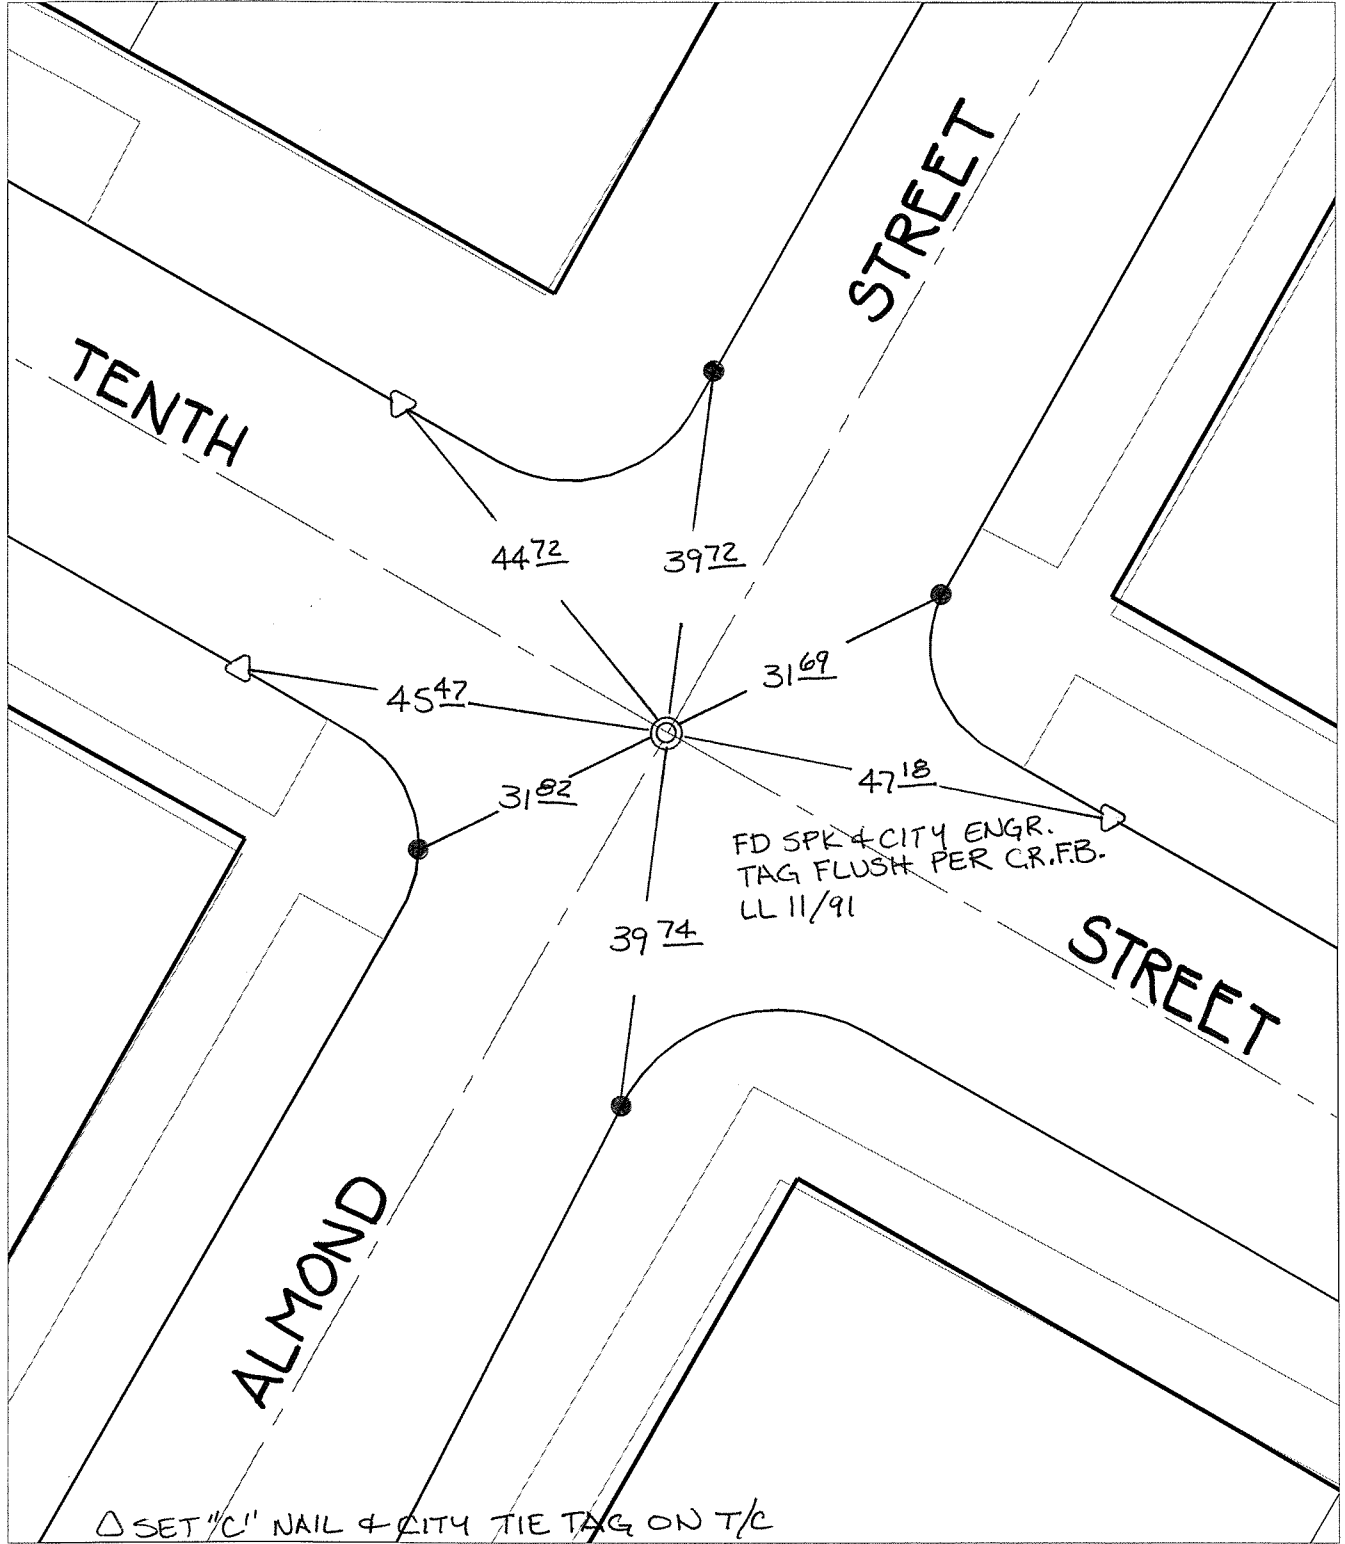 STREET
TENTH
44 72
39 72
31 69
45 47
47 18
31 82
FD SPK & CITY ENGR.
TAG FLUSH PER C.R.F.B.
LL 11/91
39 74
STREET
ALMOND
△ SET "C" NAIL & CITY TIE TAG ON T/C